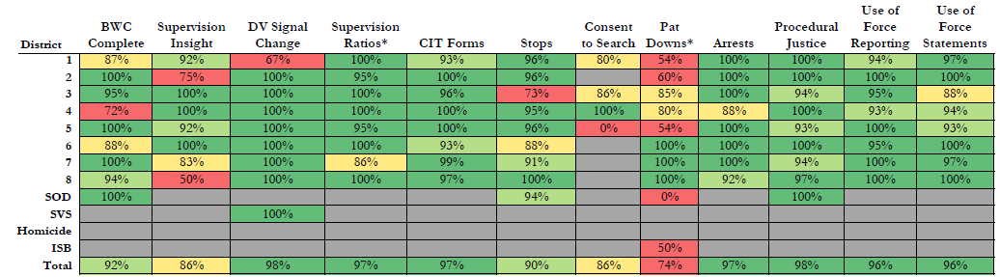 BWC Supervision DV Signal Supervision Consent Pat Procedural Use of Force Use of Force
District Complete Insight Change Ratios* CIT Forms Stops to Search Downs* Arrests Justice Reporting Statements
1 87% 92% 67% 100% 93% 96% 80% 54% 100% 100% 94% 97%
2 100% 75% 100% 95% 100% 96% 60% 100% 100% 100% 100%
3 95% 100% 100% 100% 96% 73% 86% 85% 100% 94% 95% 88%
4 72% 100% 100% 100% 100% 95% 100% 80% 88% 100% 93% 94%
5 100% 92% 100% 95% 100% 96% 0% 54% 100% 93% 100% 93%
6 88% 100% 100% 100% 93% 88% 100% 100% 100% 95% 100%
7 100% 83% 100% 86% 99% 91% 100% 100% 94% 100% 97%
8 94% 50% 100% 100% 97% 100% 100% 92% 97% 100% 100%
SOD 100% 94% 0% 100%
SVS 100%
Homicide
ISB 50%
Total 92% 86% 98% 97% 97% 90% 86% 74% 97% 98% 96% 96%